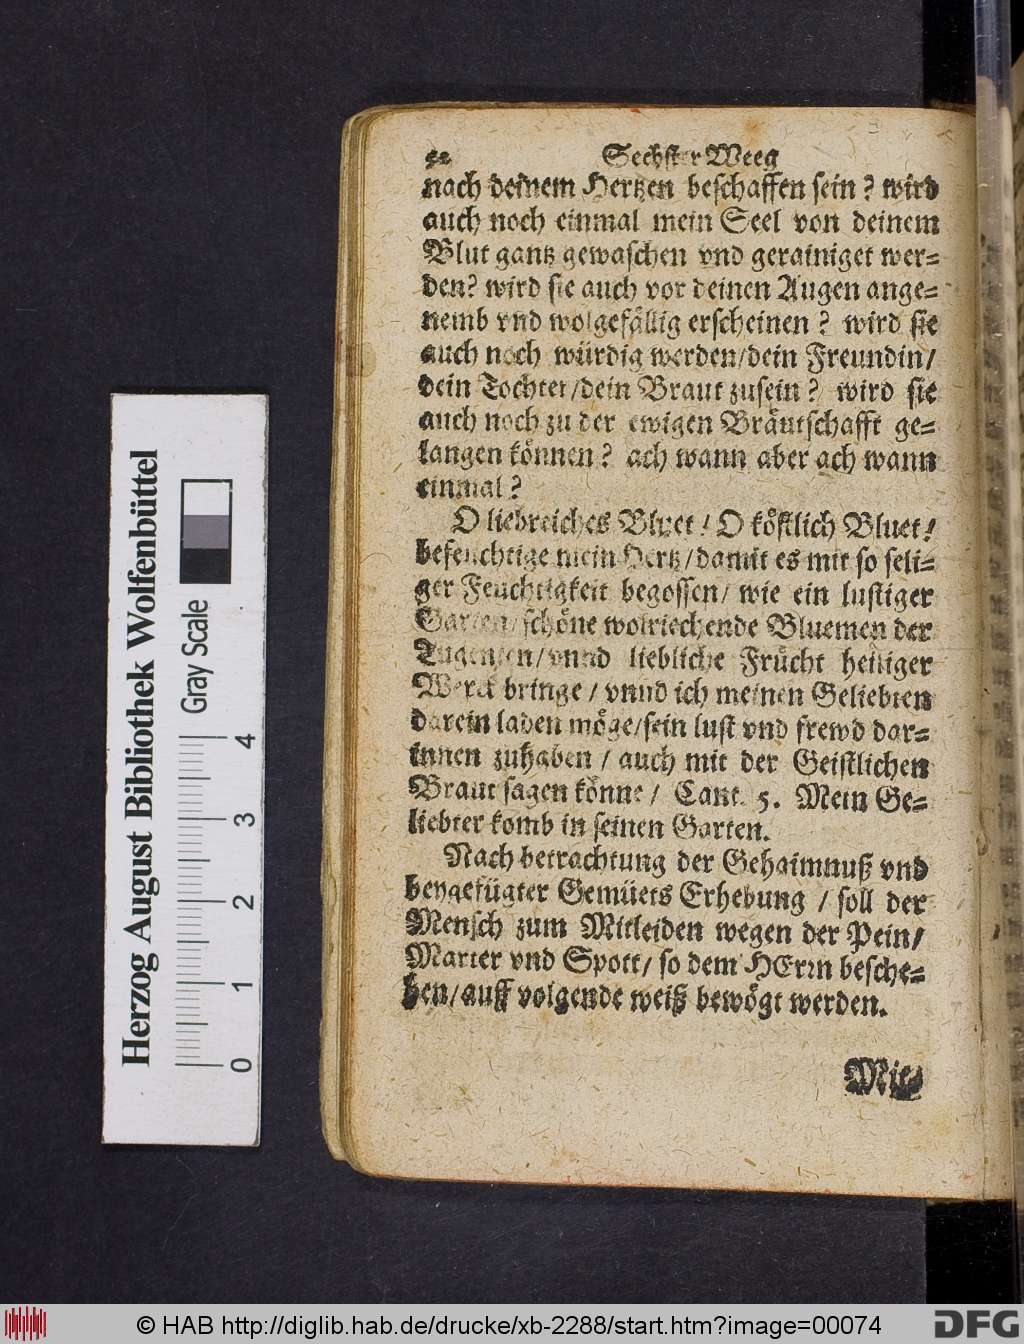 52 Sechster Weeg
nach deinem Hertzen beschaffen sein? wird
auch noch einmal mein Seel von deinem
Blut gantz gewaschen vnd gerainiget wer=
den? wird sie auch vor deinen Augen ange=
nemb vnd wolgefällig erscheinen? wird sie
auch noch würdig werden/dein Freundin/
dein Tochter/dein Braut zusein? wird sie
auch noch zu der ewigen Bräutschafft ge=
langen können? ach wann aber ach wann
einmal?
O liebreiches Bluet! O köstlich Bluet!
befeuchtige mein Hertz/damit es mit so seli=
ger Feuchtigkeit begossen/ wie ein lustiger
Garten/schöne wolriechende Bluemen der
Tugenten/vnnd liebliche Frücht heiliger
Werck bringe/ vnnd ich meinen Geliebten
darein laden möge/sein lust vnd frewd dar=
innen zuhaben/ auch mit der Geistlichen
Braut sagen könne/ Cant. 5. Mein Ge=
liebter komb in seinen Garten.
Nach betrachtung der Gehaimnuß vnd
beygefügter Gemüets Erhebung/ soll der
Mensch zum Mitleiden wegen der Pein/
Marter vnd Spott/ so dem HErrn besche=
hen/auff volgende weiß bewögt werden.
Mit=
Herzog August Bibliothek Wolfenbüttel
Gray Scale
0 1 2 3 4
© HAB http://diglib.hab.de/drucke/xb-2288/start.htm?image=00074
DFG